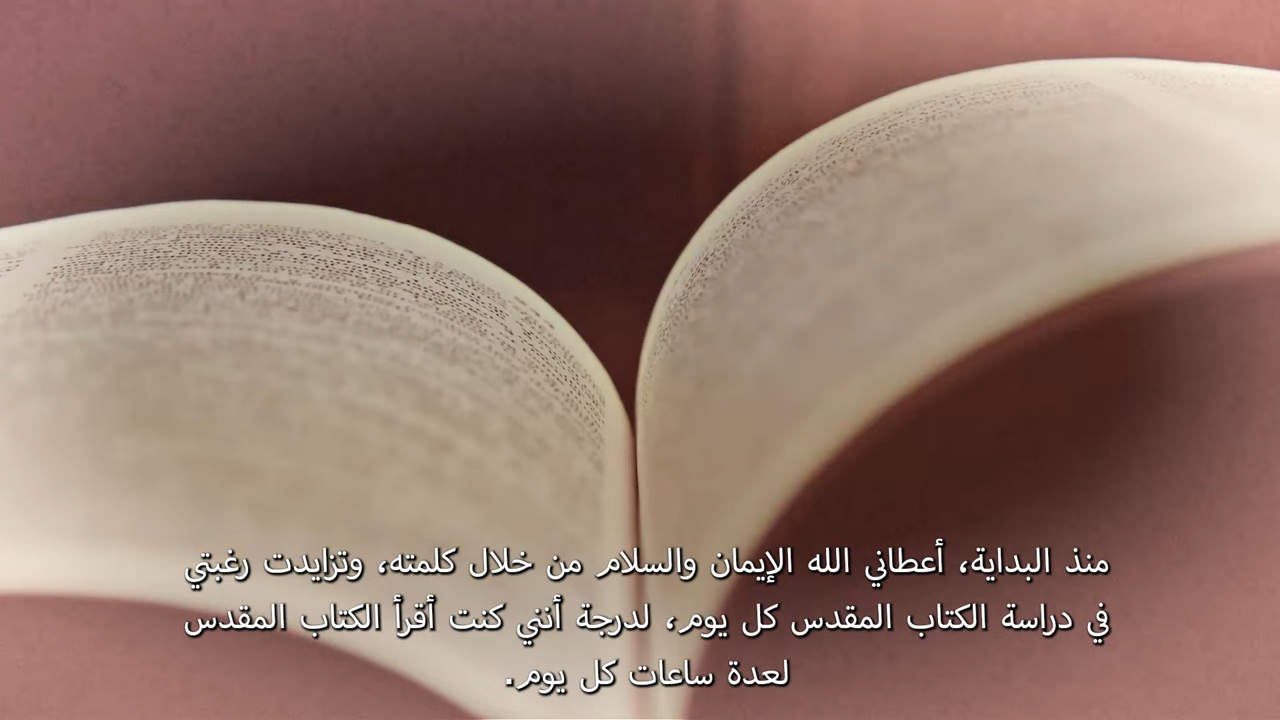 منذ البداية، أعطاني الله الإيمان والسلام من خلال كلمته، وتزايدت رغبتي
في دراسة الكتاب المقدس كل يوم، لدرجة أنني كنت أقرأ الكتاب المقدس
لعدة ساعات كل يوم.